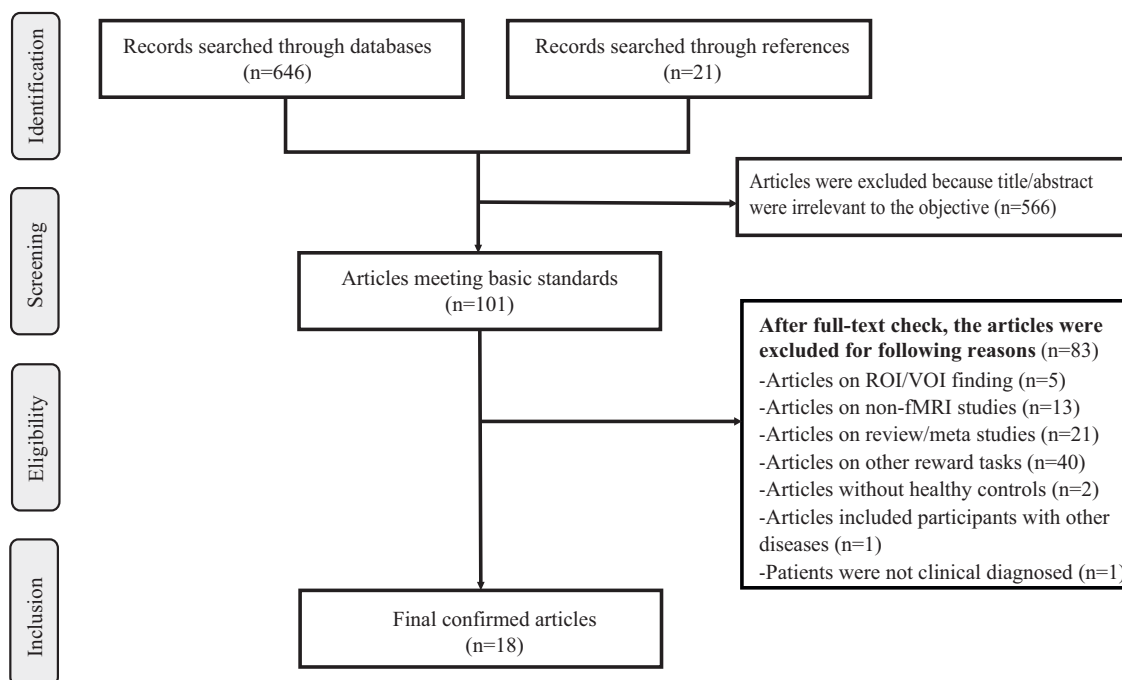 Identification
Records searched through databases
(n=646)
Records searched through references
(n=21)
Articles were excluded because title/abstract
were irrelevant to the objective (n=566)
Screening
Articles meeting basic standards
(n=101)
After full-text check, the articles were
excluded for following reasons (n=83)
-Articles on ROI/VOI finding (n=5)
-Articles on non-fMRI studies (n=13)
-Articles on review/meta studies (n=21)
-Articles on other reward tasks (n=40)
-Articles without healthy controls (n=2)
-Articles included participants with other
diseases (n=1)
-Patients were not clinical diagnosed (n=1)
Eligibility
Inclusion
Final confirmed articles
(n=18)